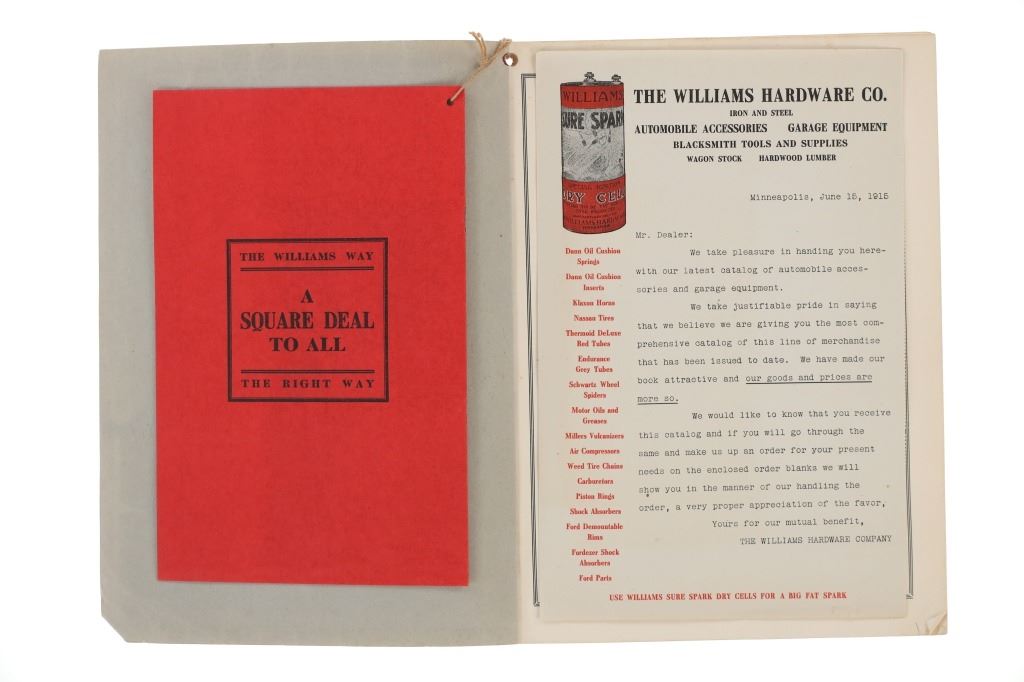 THE WILLIAMS WAY
A
SQUARE DEAL
TO ALL
THE RIGHT WAY
WILLIAMS
SURE SPARK
DRY CELL
THE WILLIAMS HARDWARE CO.
IRON AND STEEL
AUTOMOBILE ACCESSORIES GARAGE EQUIPMENT
BLACKSMITH TOOLS AND SUPPLIES
WAGON STOCK HARDWOOD LUMBER
Minneapolis, June 15, 1915
Dann Oil Cushion
Springs
Dann Oil Cushion
Inserts
Klaxon Horns
Nassau Tires
Thermoid DeLuxe
Red Tubes
Endurance
Grey Tubes
Schwartz Wheel
Spiders
Motor Oils and
Greases
Millers Vulcanizers
Air Compressors
Weed Tire Chains
Carburetors
Piston Rings
Shock Absorbers
Ford Demountable
Rims
Fordezer Shock
Absorbers
Ford Parts
Mr. Dealer:
We take pleasure in handing you here-
with our latest catalog of automobile acces-
sories and garage equipment.
We take justifiable pride in saying
that we believe we are giving you the most com-
prehensive catalog of this line of merchandise
that has been issued to date. We have made our
book attractive and our goods and prices are
more so.
We would like to know that you receive
this catalog and if you will go through the
same and make us up an order for your present
needs on the enclosed order blanks we will
show you in the manner of our handling the
order, a very proper appreciation of the favor,
Yours for our mutual benefit,
THE WILLIAMS HARDWARE COMPANY
USE WILLIAMS SURE SPARK DRY CELLS FOR A BIG FAT SPARK